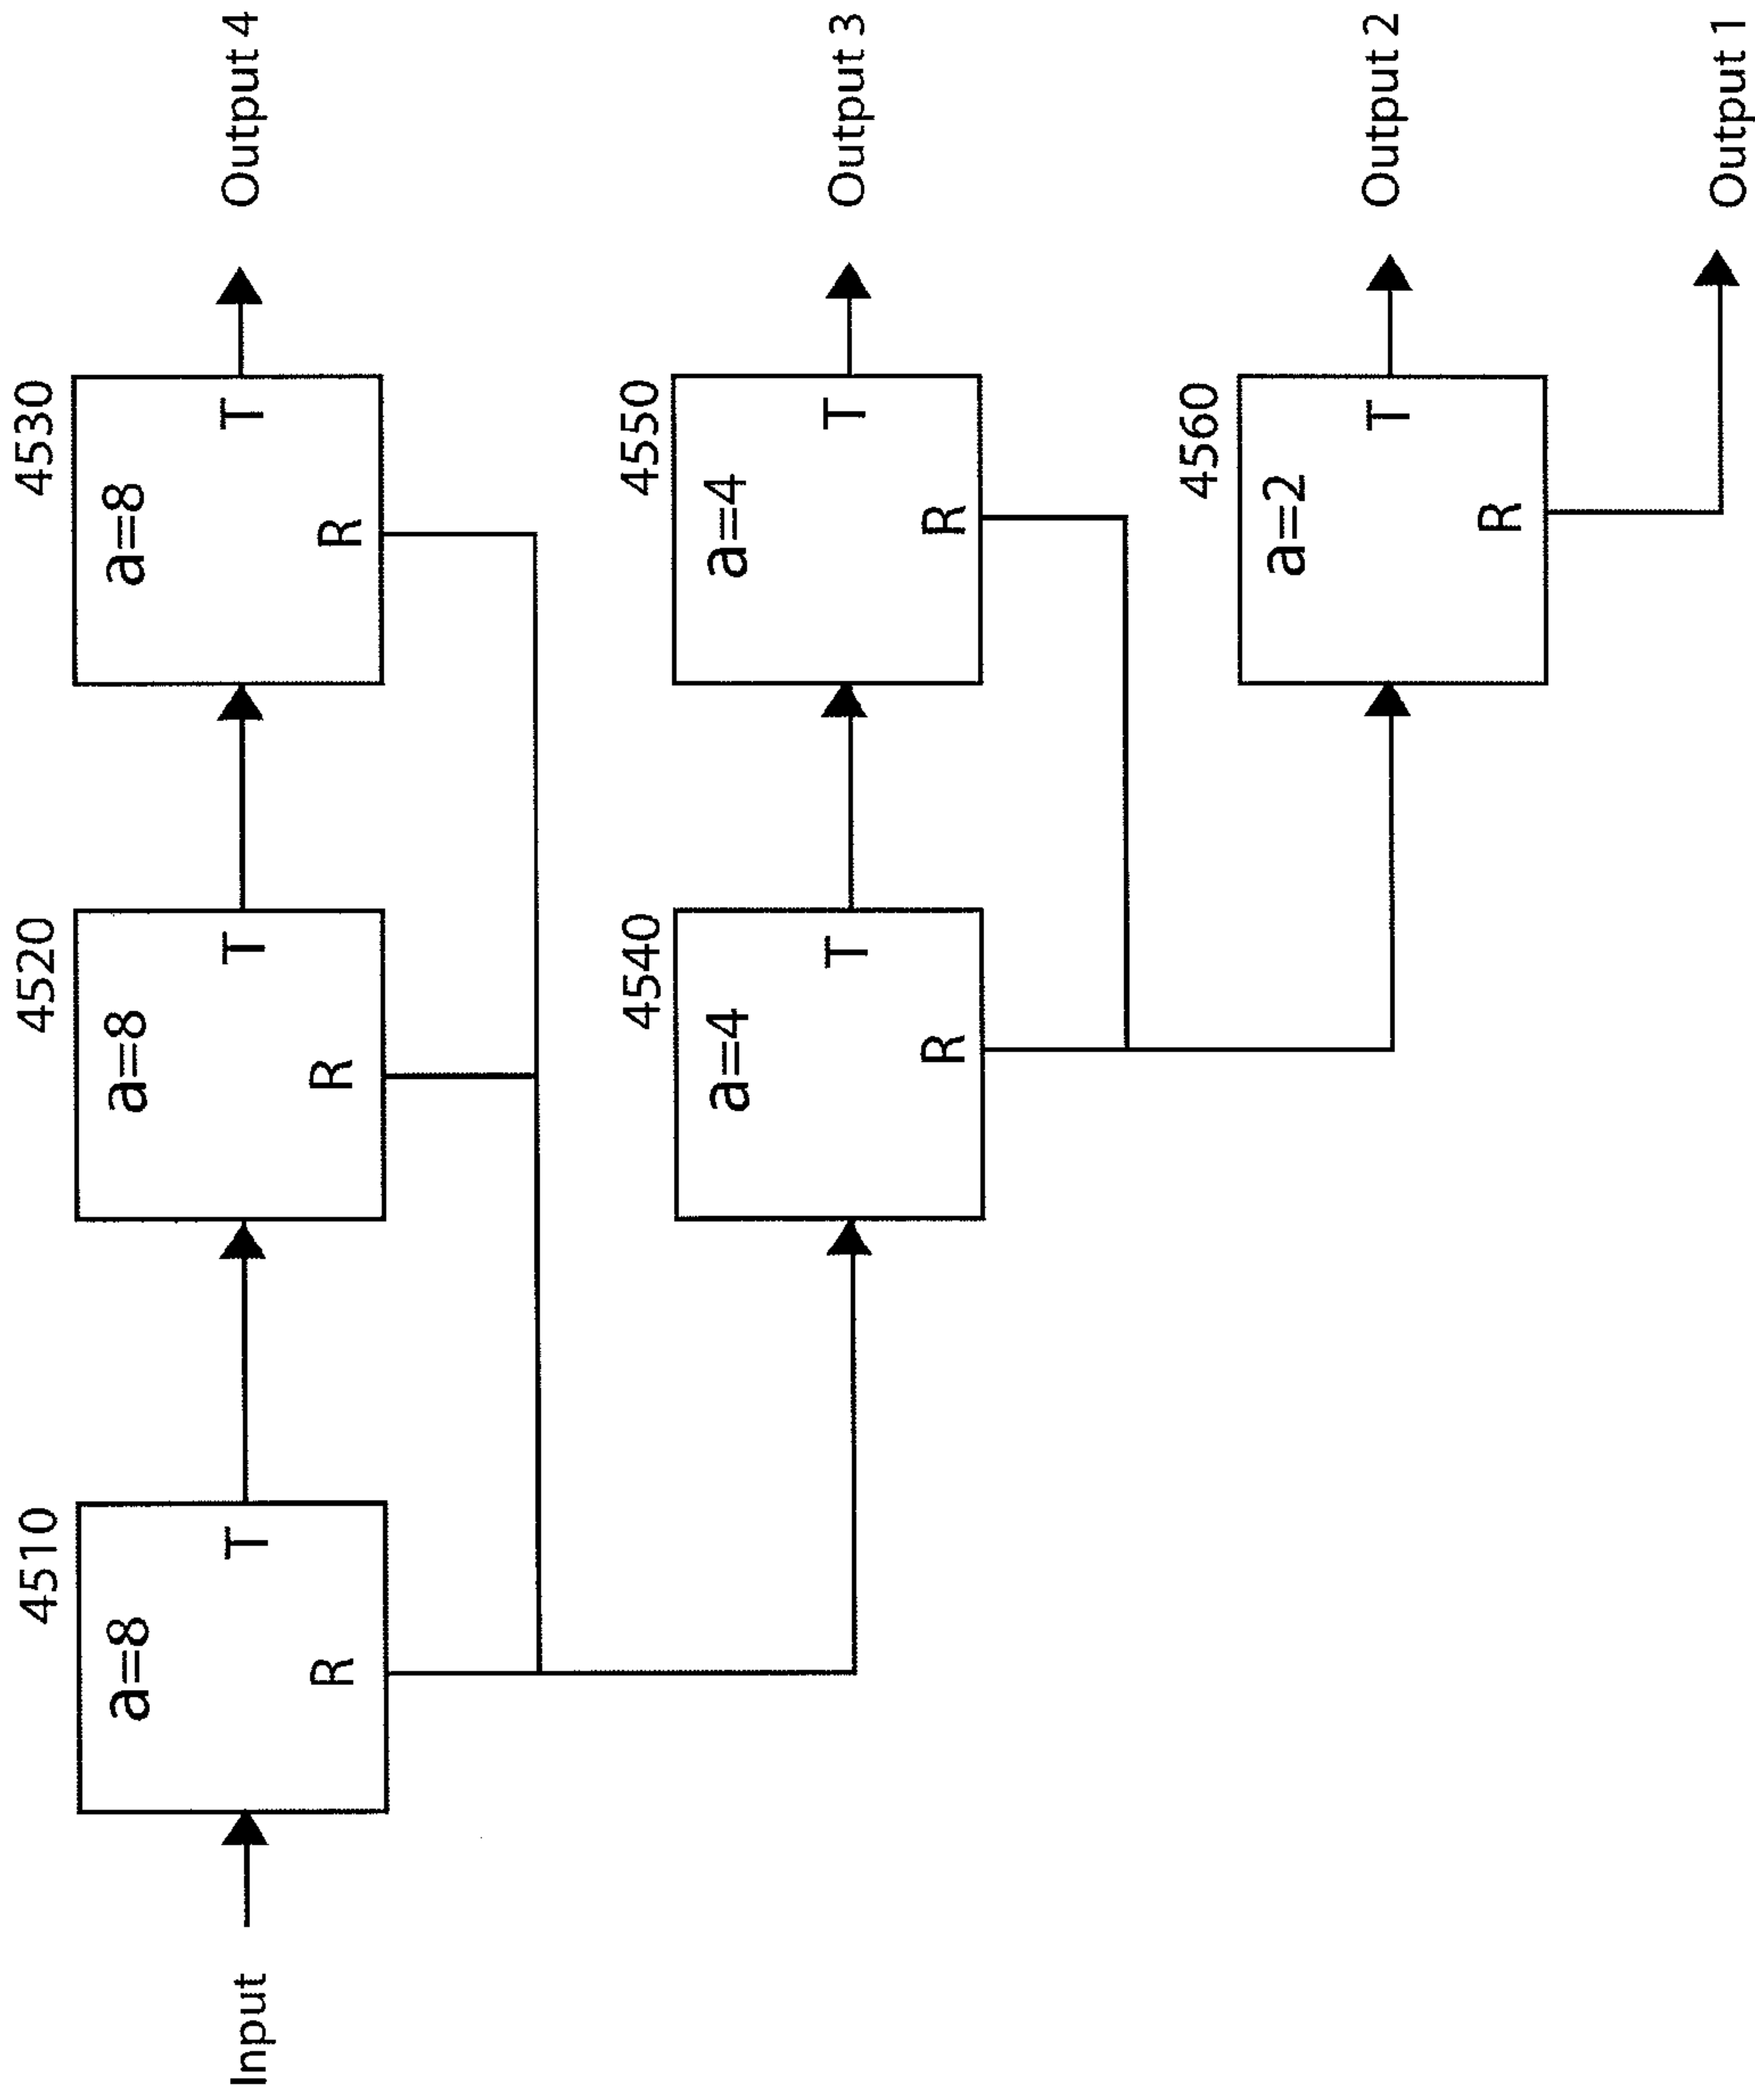 4510
4520
4530
a=8
a=8
a=8
Input
T
T
T
Output 4
R
R
R
4540
4550
a=4
a=4
T
T
Output 3
R
R
4560
a=2
T
Output 2
R
Output 1